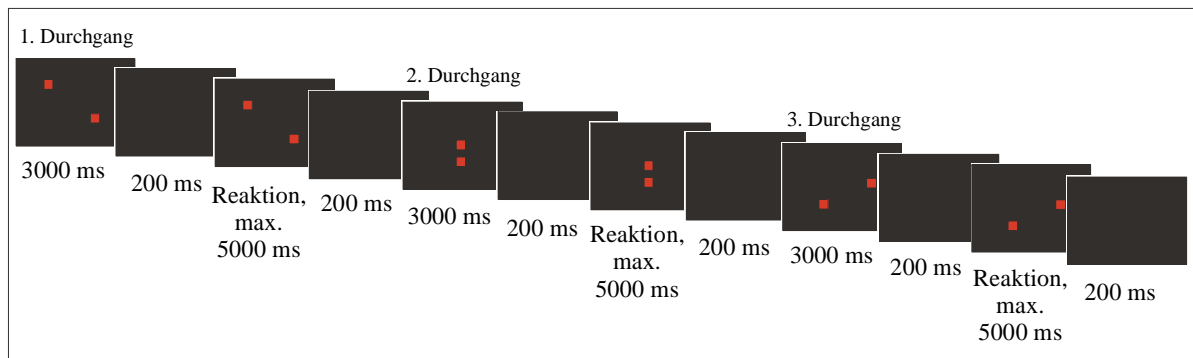 1. Durchgang
3000 ms
200 ms
Reaktion,
max.
5000 ms
200 ms
2. Durchgang
3000 ms
200 ms
Reaktion,
max.
5000 ms
200 ms
3. Durchgang
3000 ms
200 ms
Reaktion,
max.
5000 ms
200 ms